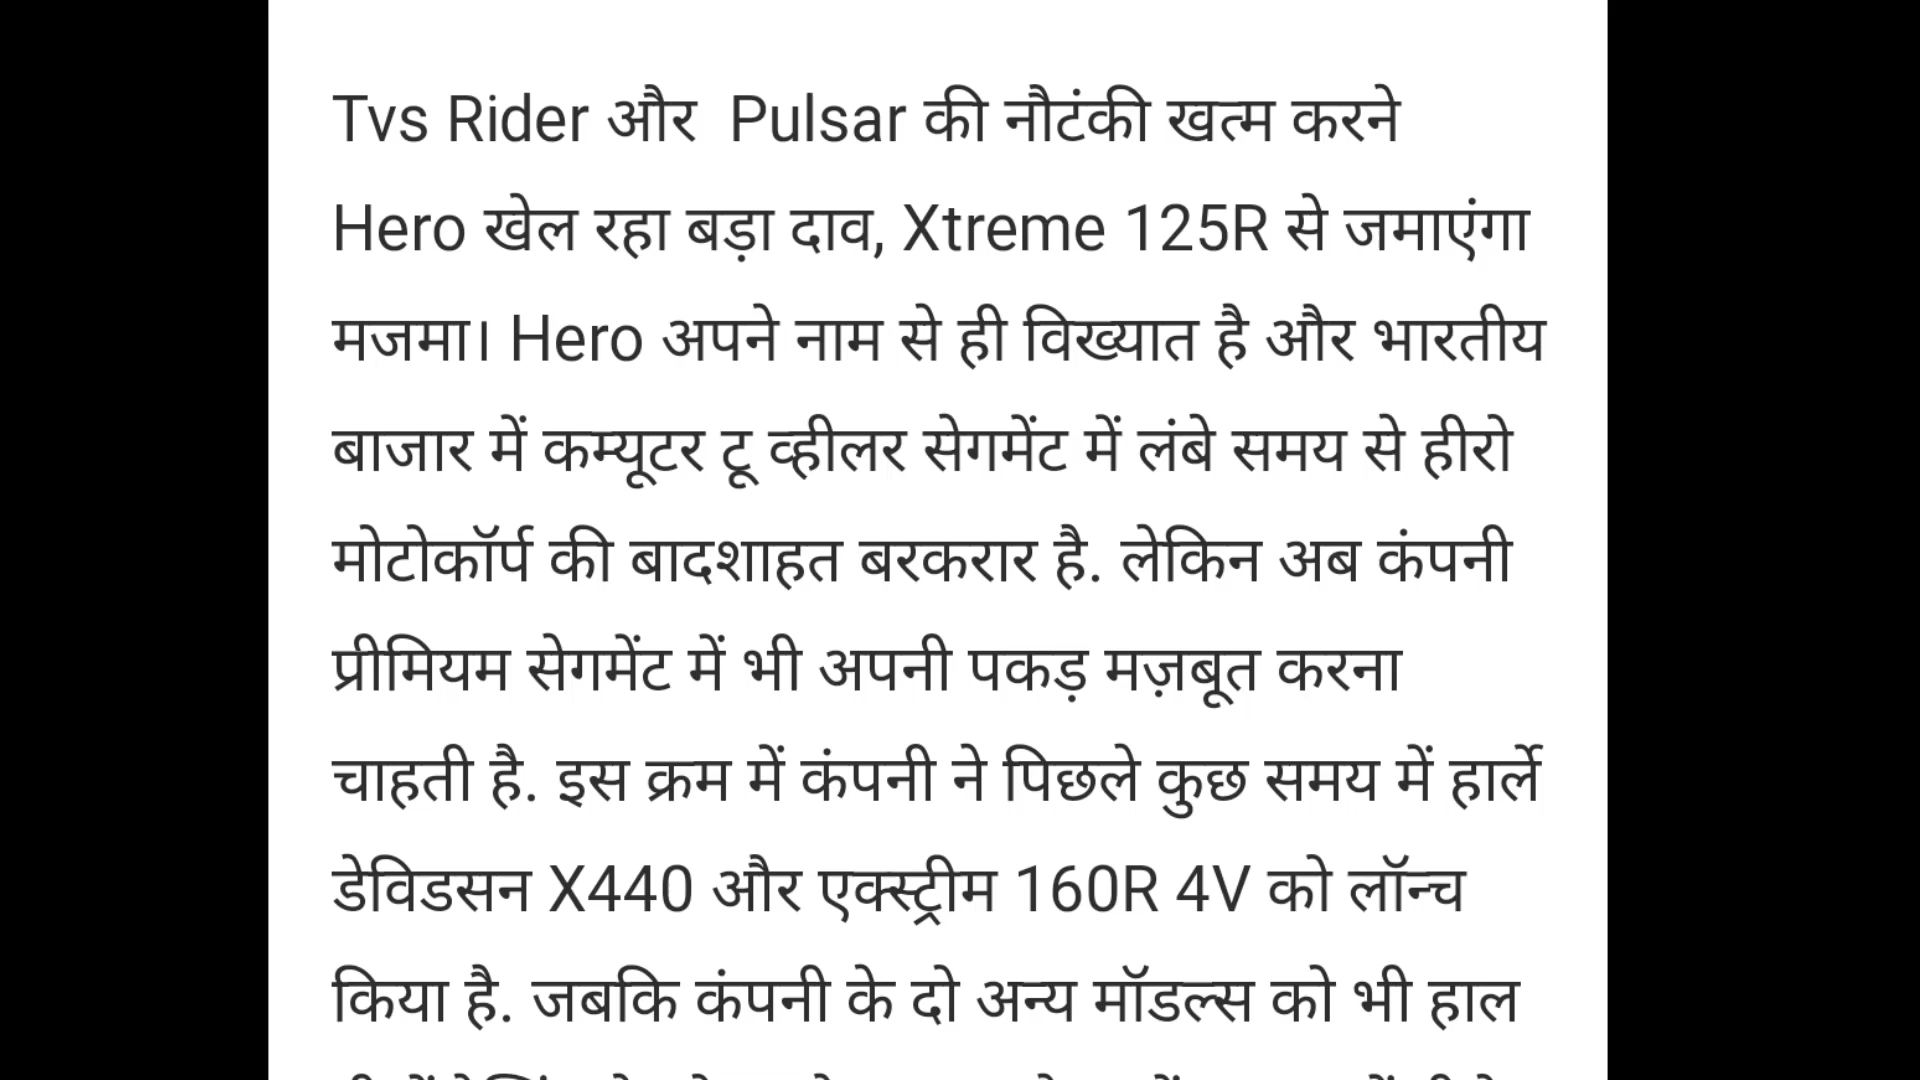 Tvs Rider और  Pulsar की नौटंकी खत्म करने
Hero खेल रहा बड़ा दाव, Xtreme 125R से जमाएंगा
मजमा। Hero अपने नाम से ही विख्यात है और भारतीय
बाजार में कम्यूटर टू व्हीलर सेगमेंट में लंबे समय से हीरो
मोटोकॉर्प की बादशाहत बरकरार है. लेकिन अब कंपनी
प्रीमियम सेगमेंट में भी अपनी पकड़ मज़बूत करना
चाहती है. इस क्रम में कंपनी ने पिछले कुछ समय में हार्ले
डेविडसन X440 और एक्स्ट्रीम 160R 4V को लॉन्च
किया है. जबकि कंपनी के दो अन्य मॉडल्स को भी हाल